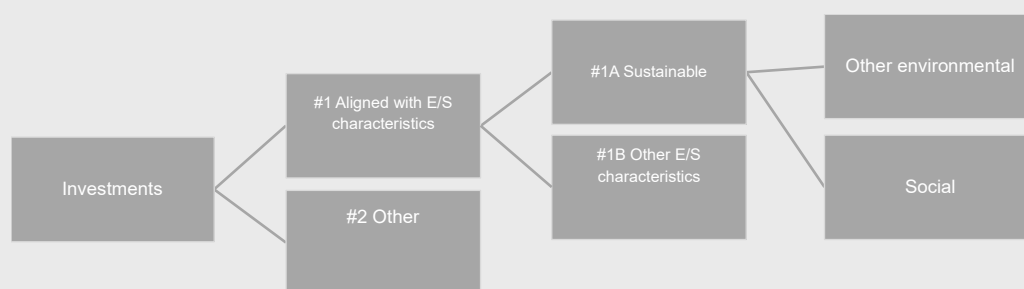 Investments
#1 Aligned with E/S
characteristics
#2 Other
#1A Sustainable
#1B Other E/S
characteristics
Other environmental
Social